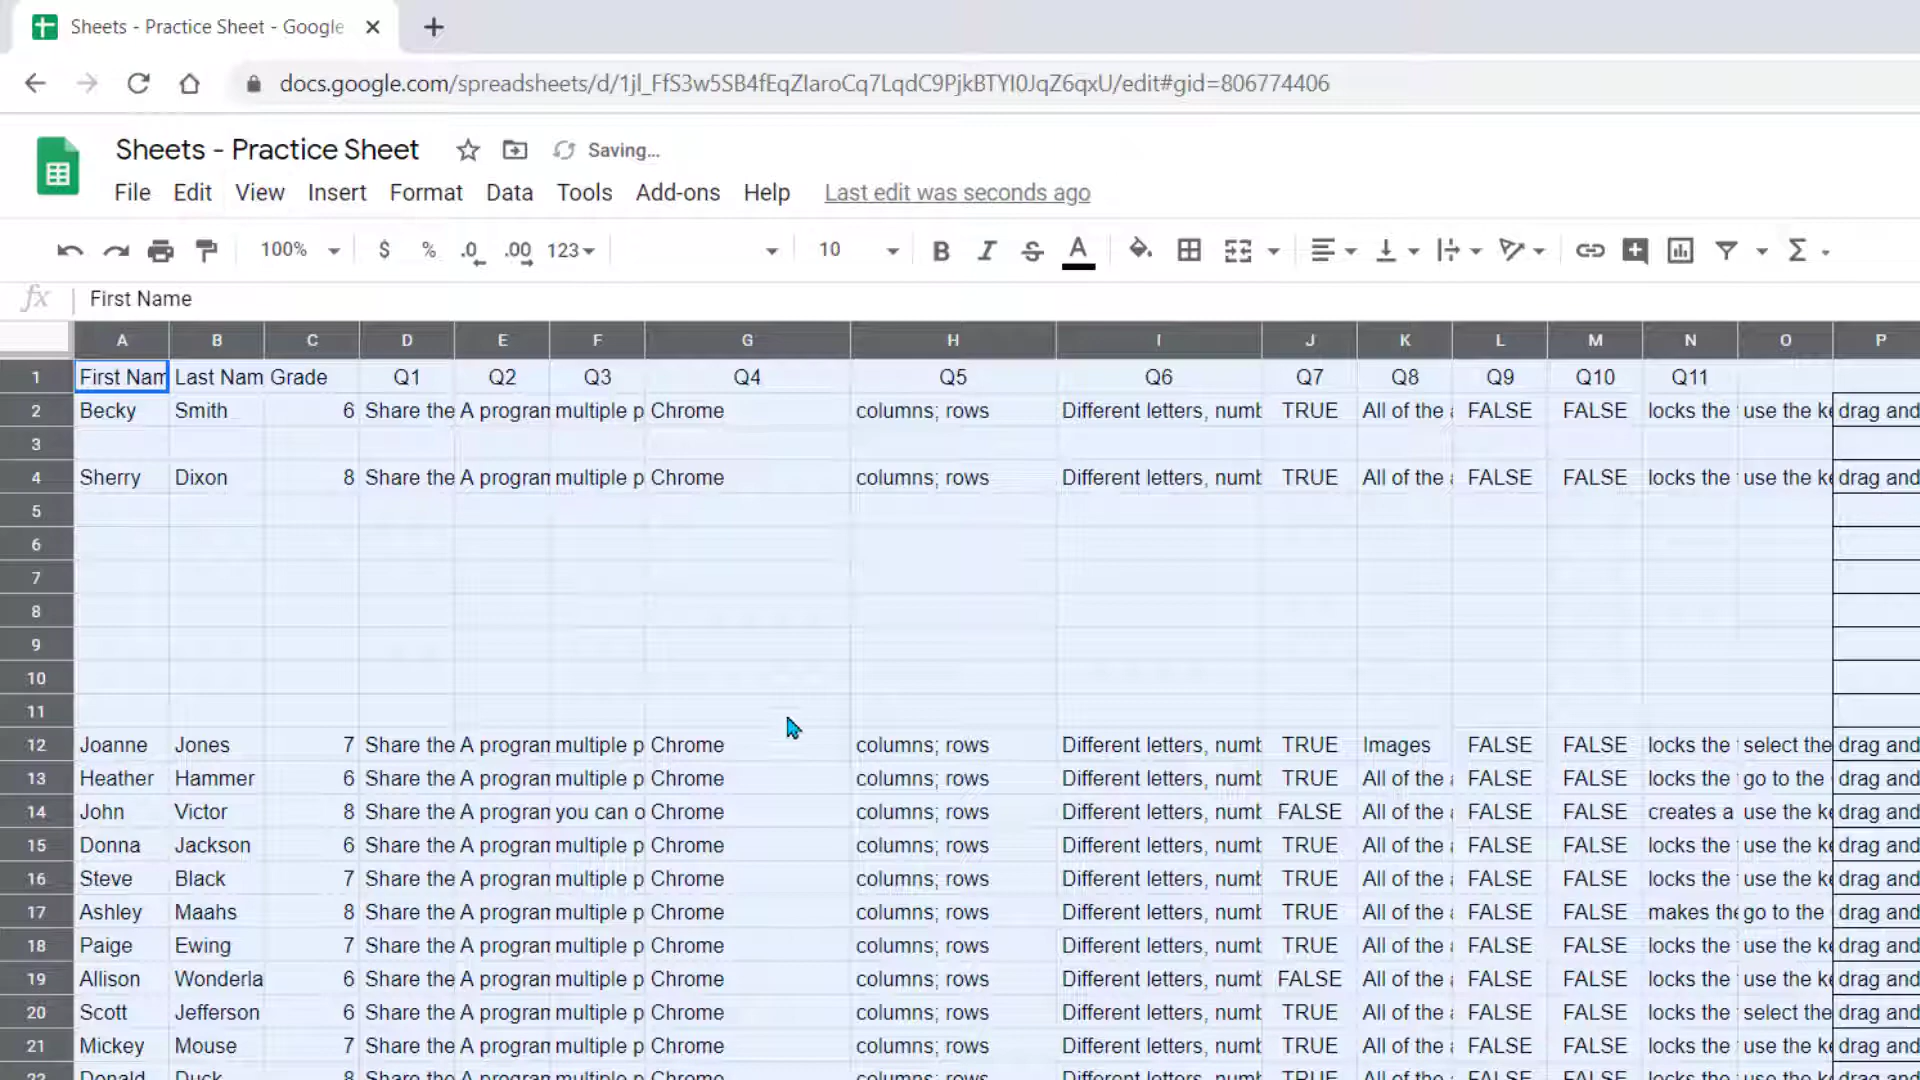 Sheets - Practice Sheet - Google
docs.google.com/spreadsheets/d/1jl_FfS3w5SB4fEqZIaroCq7LqdC9PjkBTYI0JqZ6qxU/edit#gid=806774406
Sheets - Practice Sheet Saving...
File Edit View Insert Format Data Tools Add-ons Help Last edit was seconds ago
100% $ % .0 .00 123 10 B I S A Σ
fx First Name
A B C D E F G H I J K L M N O P
1 First Nam Last Nam Grade Q1 Q2 Q3 Q4 Q5 Q6 Q7 Q8 Q9 Q10 Q11
2 Becky Smith 6 Share the A program multiple p Chrome columns; rows Different letters, numb TRUE All of the FALSE FALSE locks the use the ke drag and
3
4 Sherry Dixon 8 Share the A program multiple p Chrome columns; rows Different letters, numb TRUE All of the FALSE FALSE locks the use the ke drag and
5
6
7
8
9
10
11
12 Joanne Jones 7 Share the A program multiple p Chrome columns; rows Different letters, numb TRUE Images FALSE FALSE locks the select the drag and
13 Heather Hammer 6 Share the A program multiple p Chrome columns; rows Different letters, numb TRUE All of the FALSE FALSE locks the go to the drag and
14 John Victor 8 Share the A program you can o Chrome columns; rows Different letters, numb FALSE All of the FALSE FALSE creates a use the ke drag and
15 Donna Jackson 6 Share the A program multiple p Chrome columns; rows Different letters, numb TRUE All of the FALSE FALSE locks the use the ke drag and
16 Steve Black 7 Share the A program multiple p Chrome columns; rows Different letters, numb TRUE All of the FALSE FALSE locks the use the ke drag and
17 Ashley Maahs 8 Share the A program multiple p Chrome columns; rows Different letters, numb TRUE All of the FALSE FALSE makes the go to the drag and
18 Paige Ewing 7 Share the A program multiple p Chrome columns; rows Different letters, numb TRUE All of the FALSE FALSE locks the use the ke drag and
19 Allison Wonderla 6 Share the A program multiple p Chrome columns; rows Different letters, numb FALSE All of the FALSE FALSE locks the use the ke drag and
20 Scott Jefferson 6 Share the A program multiple p Chrome columns; rows Different letters, numb TRUE All of the FALSE FALSE locks the select the drag and
21 Mickey Mouse 7 Share the A program multiple p Chrome columns; rows Different letters, numb TRUE All of the FALSE FALSE locks the use the ke drag and
22 Donald Duck 8 Share the A program multiple p Chrome columns; rows Different letters, numb TRUE All of the FALSE FALSE locks the use the ke drag and